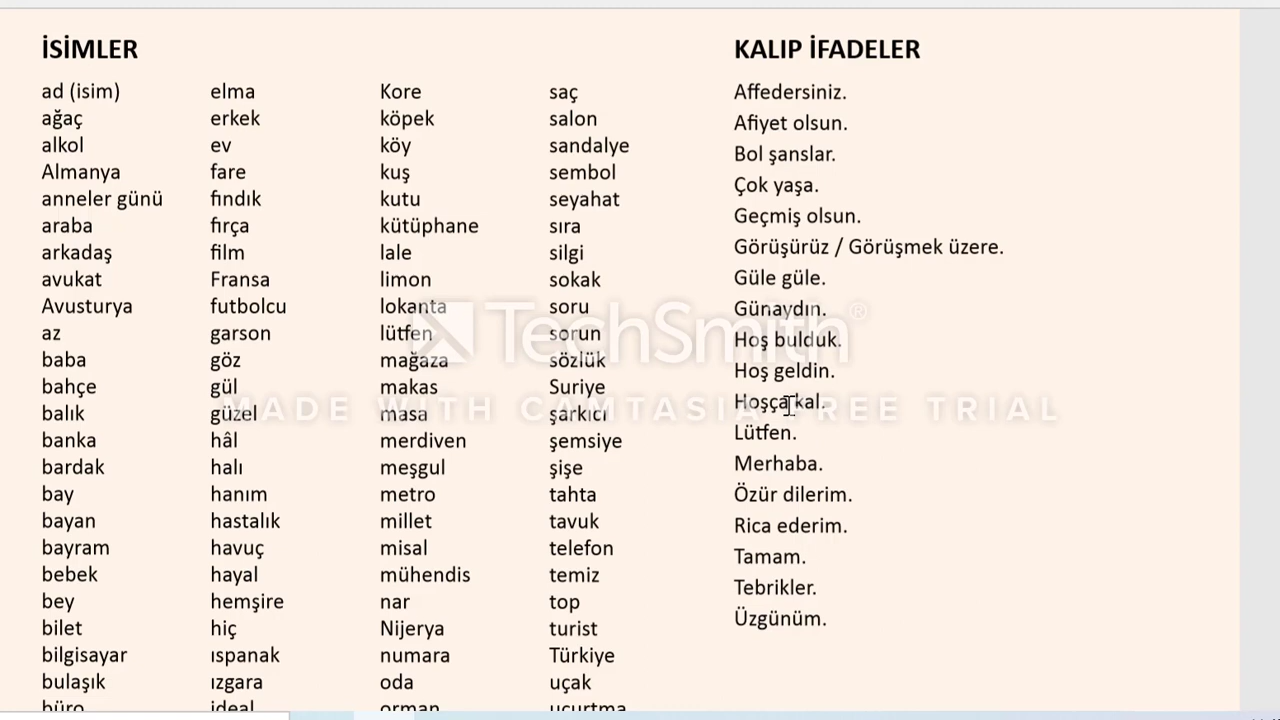 İSİMLER
ad (isim)
ağaç
alkol
Almanya
anneler günü
araba
arkadaş
avukat
Avusturya
az
baba
bahçe
balık
banka
bardak
bay
bayan
bayram
bebek
bey
bilet
bilgisayar
bulaşık
büro
elma
erkek
ev
fare
fındık
fırça
film
Fransa
futbolcu
garson
göz
gül
güzel
hâl
halı
hanım
hastalık
havuç
hayal
hemşire
hiç
ıspanak
ızgara
ideal
Kore
köpek
köy
kuş
kutu
kütüphane
lale
limon
lokanta
lütfen
mağaza
makas
masa
merdiven
meşgul
metro
millet
misal
mühendis
nar
Nijerya
numara
oda
orman
saç
salon
sandalye
sembol
seyahat
sıra
silgi
sokak
soru
sorun
sözlük
Suriye
şarkıcı
şemsiye
şişe
tahta
tavuk
telefon
temiz
top
turist
Türkiye
uçak
uçurtma
KALIP İFADELER
Affedersiniz.
Afiyet olsun.
Bol şanslar.
Çok yaşa.
Geçmiş olsun.
Görüşürüz / Görüşmek üzere.
Güle güle.
Günaydın.
Hoş bulduk.
Hoş geldin.
Hoşça kal.
Lütfen.
Merhaba.
Özür dilerim.
Rica ederim.
Tamam.
Tebrikler.
Üzgünüm.
TechSmith®
MADE WITH CAMTASIA FREE TRIAL